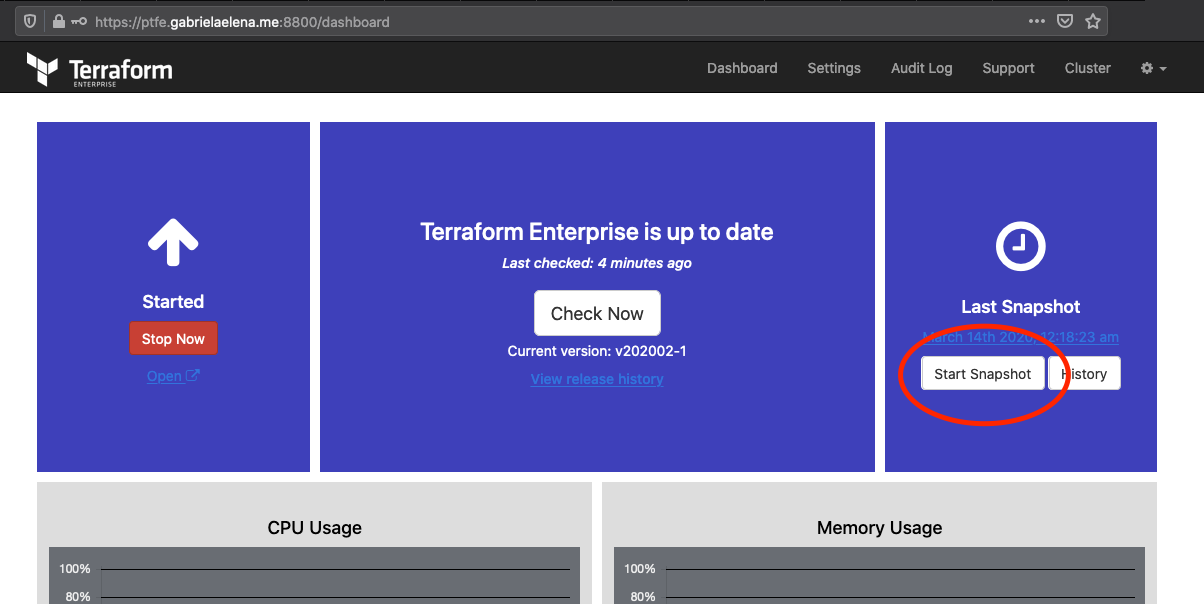 https://ptfe.gabrielaelena.me:8800/dashboard
Terraform
ENTERPRISE
Dashboard Settings Audit Log Support Cluster
Started
Stop Now
Open
Terraform Enterprise is up to date
Last checked: 4 minutes ago
Check Now
Current version: v202002-1
View release history
Last Snapshot
March 14th 2020, 12:18:23 am
Start Snapshot History
CPU Usage
100%
80%
Memory Usage
100%
80%